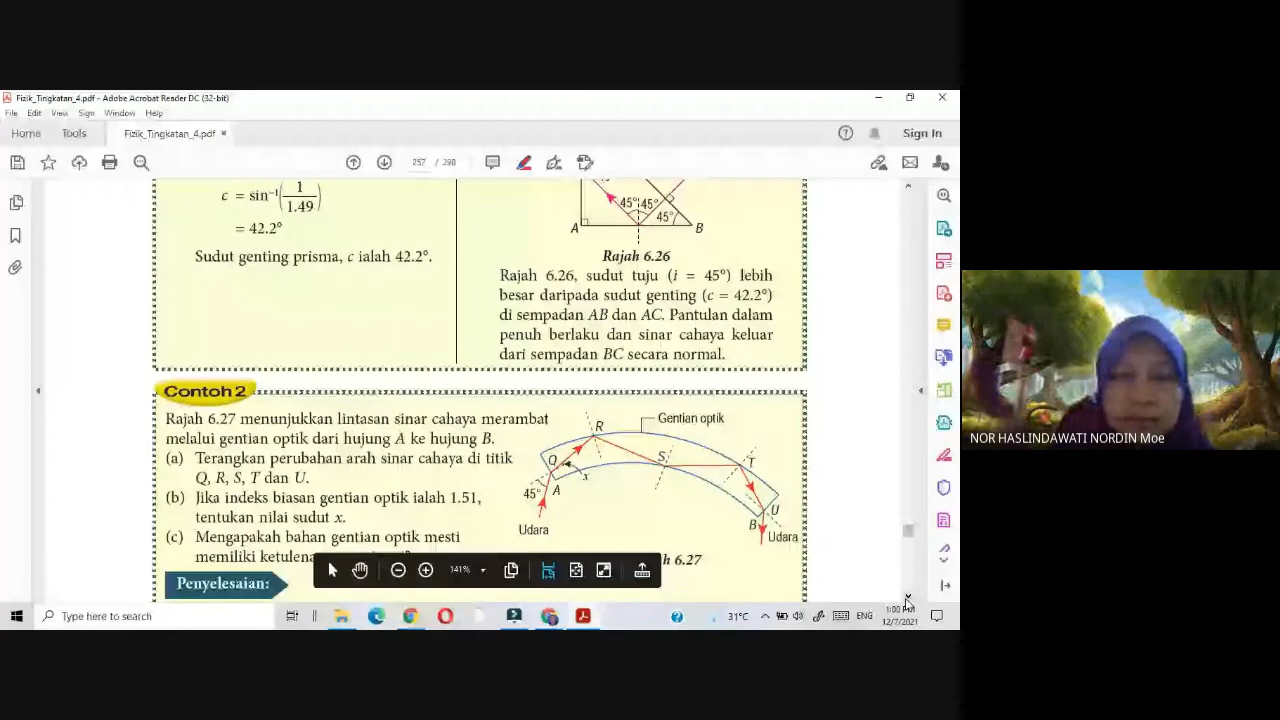 Fizik_Tingkatan_4.pdf - Adobe Acrobat Reader DC (32-bit)
File Edit View Sign Window Help
Home Tools Fizik_Tingkatan_4.pdf × Sign In
257 / 298
c = sin⁻¹(1/1.49)
= 42.2°
Sudut genting prisma, c ialah 42.2°.
45° 45°
45°
A B
Rajah 6.26
Rajah 6.26, sudut tuju (i = 45°) lebih
besar daripada sudut genting (c = 42.2°)
di sempadan AB dan AC. Pantulan dalam
penuh berlaku dan sinar cahaya keluar
dari sempadan BC secara normal.
Contoh 2
Rajah 6.27 menunjukkan lintasan sinar cahaya merambat
melalui gentian optik dari hujung A ke hujung B.
(a) Terangkan perubahan arah sinar cahaya di titik
Q, R, S, T dan U.
(b) Jika indeks biasan gentian optik ialah 1.51,
tentukan nilai sudut x.
(c) Mengapakah bahan gentian optik mesti
memiliki
Penyelesaian:
Gentian optik
R
Q
S
T
x
45° A
U
B
Udara
Udara
6.27
141%
NOR HASLINDAWATI NORDIN Moe
Type here to search
31°C
ENG
1:00 PM
12/7/2021